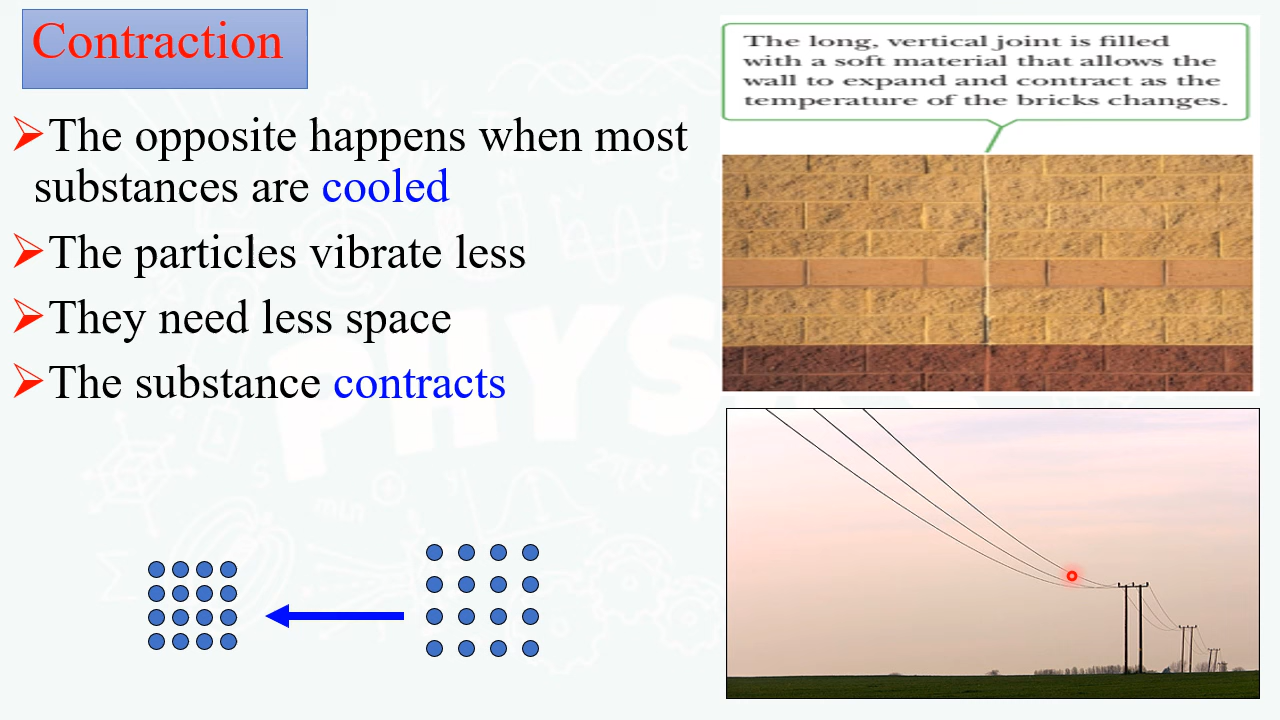 Contraction
The opposite happens when most
substances are cooled
The particles vibrate less
They need less space
The substance contracts
The long, vertical joint is filled
with a soft material that allows the
wall to expand and contract as the
temperature of the bricks changes.